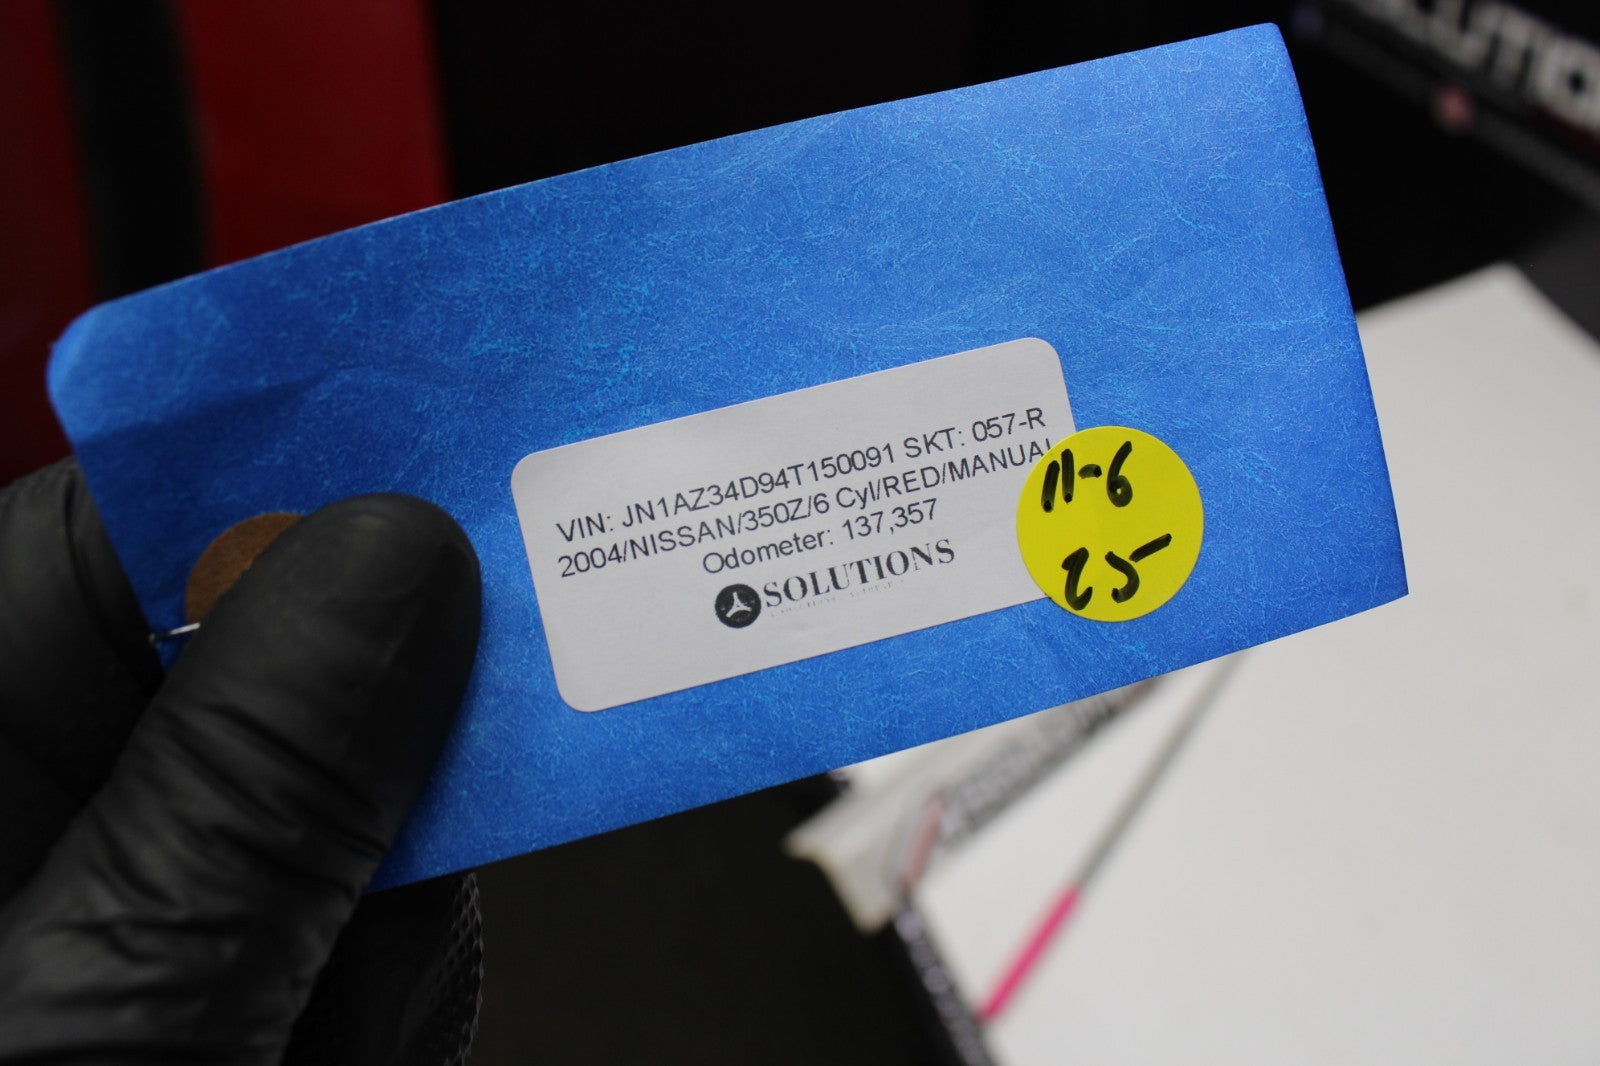 VIN: JN1AZ34D94T150091 SKT: 057-R
2004/NISSAN/350Z/6 Cyl/RED/MANUAL
Odometer: 137,357
SOLUTIONS
11-6
25